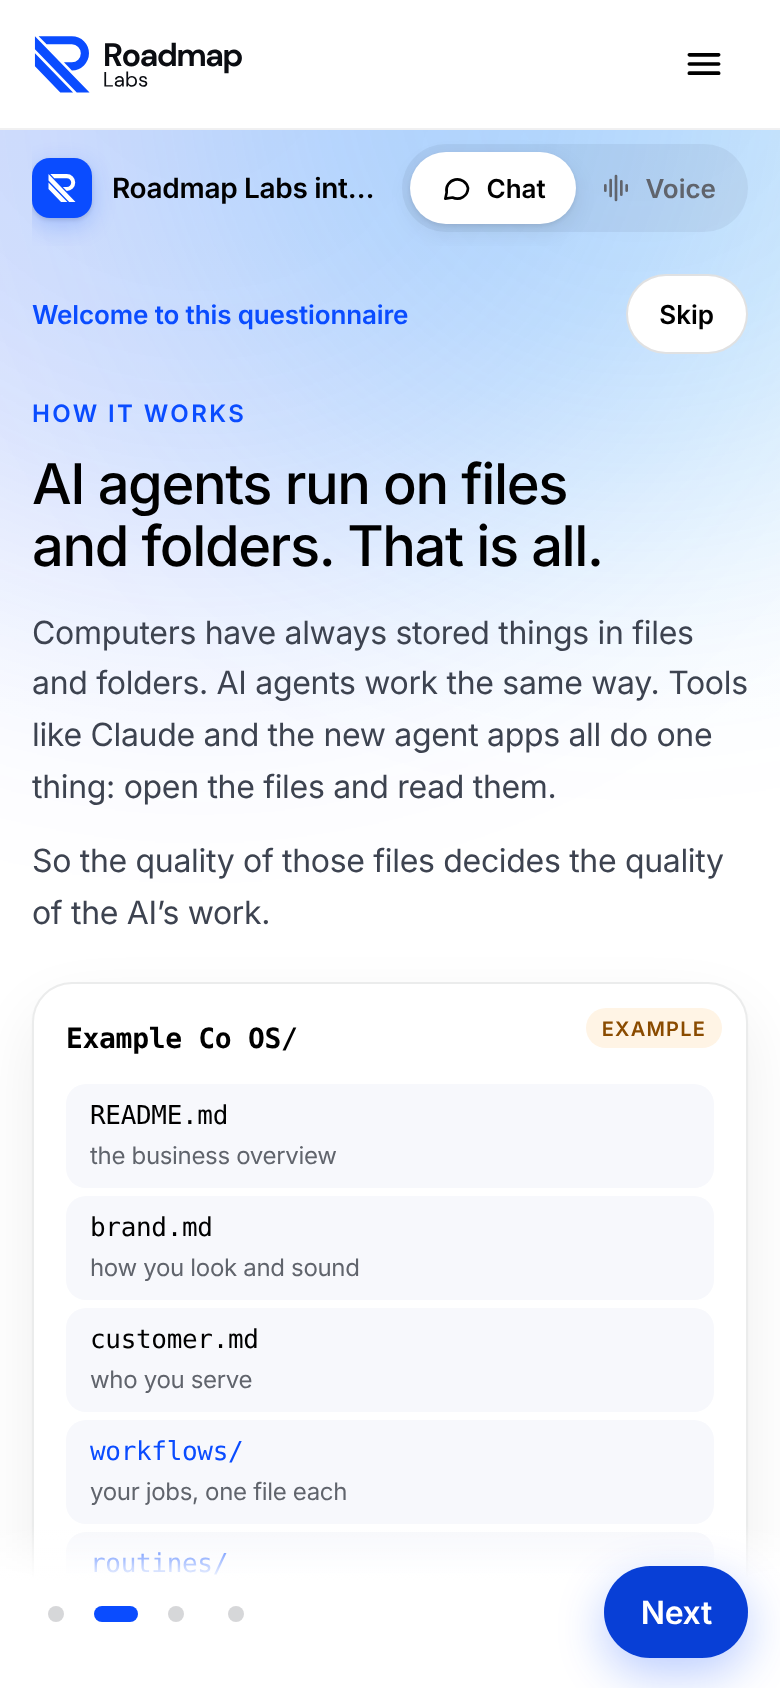 Roadmap
Labs
Roadmap Labs int...
Chat
Voice
Welcome to this questionnaire
Skip
HOW IT WORKS
AI agents run on files
and folders. That is all.
Computers have always stored things in files
and folders. AI agents work the same way. Tools
like Claude and the new agent apps all do one
thing: open the files and read them.
So the quality of those files decides the quality
of the AI’s work.
Example Co OS/
EXAMPLE
README.md
the business overview
brand.md
how you look and sound
customer.md
who you serve
workflows/
your jobs, one file each
routines/
Next